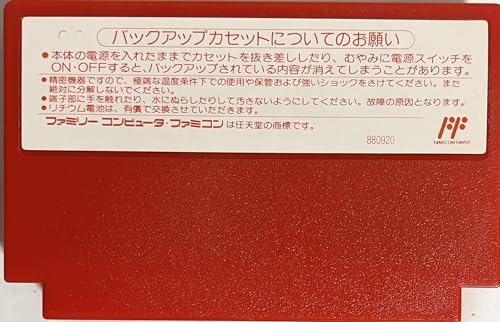 バックアップカセットについてのお願い
●本体の電源を入れたままでカセットを抜き差ししたり、むやみに電源スイッチを
ON・OFFすると、バックアップされている内容が消えてしまうことがあります。
●精密機器ですので、極端な温度条件下での使用や保管および強いショックをさけてください。また
絶対に分解しないでください。
●端子部に手を触れたり、水にぬらしたりして汚さないようにしてください。故障の原因となります。
●リチウム電池は、有償で交換させていただきます。
ファミリーコンピュータ・ファミコンは任天堂の商標です。
880920
FAMICOM FAMILY